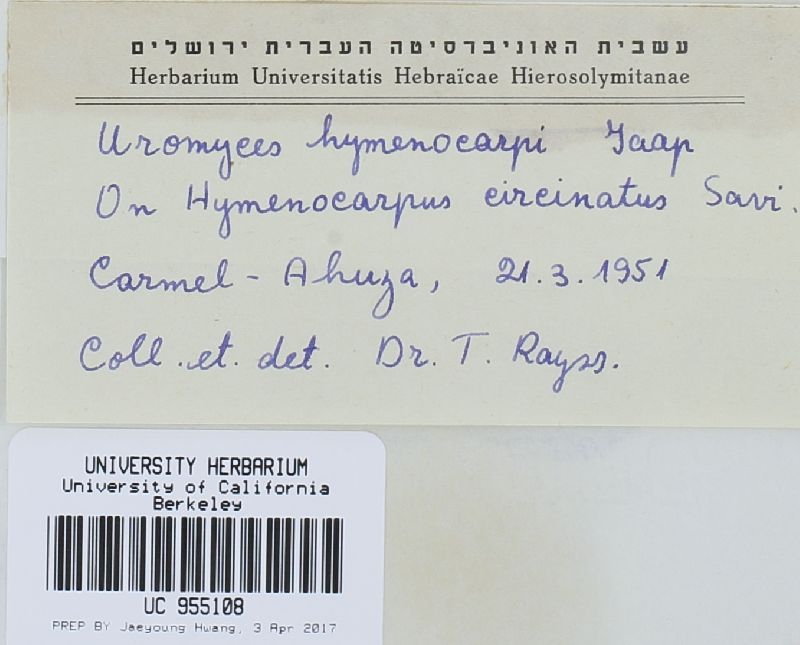 עשבית האוניברסיטה העברית ירושלים
Herbarium Universitatis Hebraïcae Hierosolymitanae
Uromyces hymenocarpi Jaap
On Hymenocarpus circinatus Savi.
Carmel - Ahuza, 21.3.1951
Coll. et. det. Dr. T. Rayss.
UNIVERSITY HERBARIUM
University of California
Berkeley
UC 955108
PREP BY Jaeyoung Hwang, 3 Apr 2017